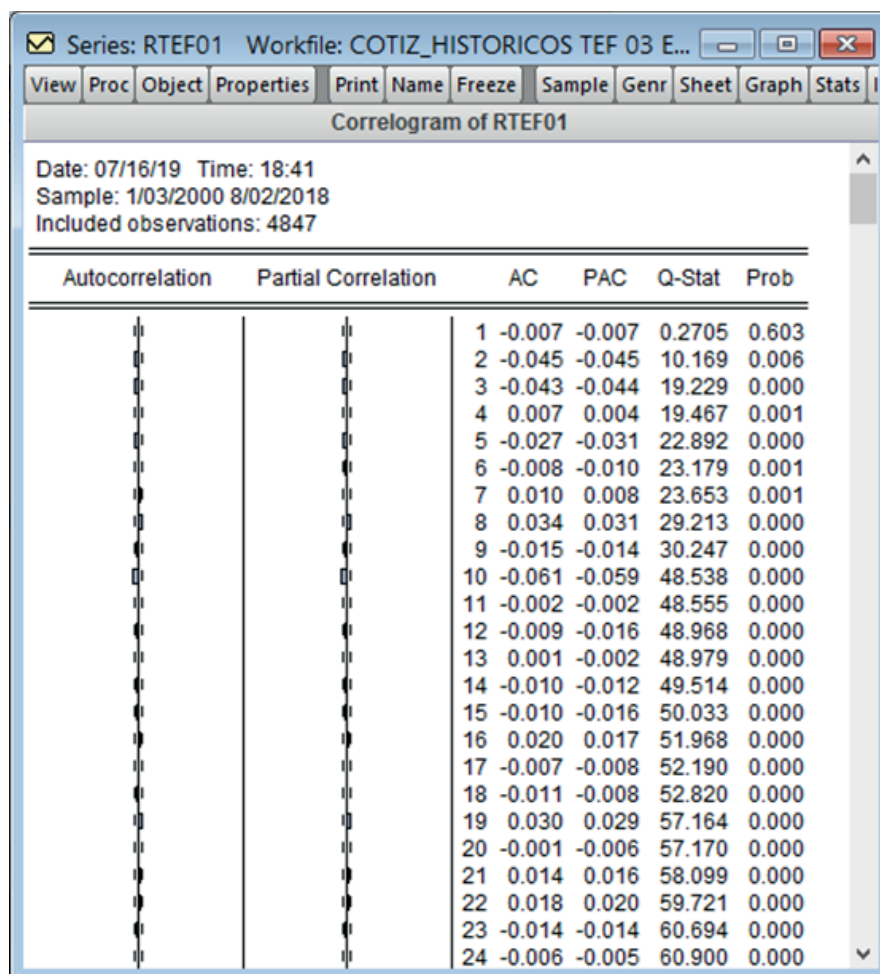 Series: RTEF01 Workfile: COTIZ_HISTORICOS TEF 03 E...
View Proc Object Properties Print Name Freeze Sample Genr Sheet Graph Stats
Correlogram of RTEF01
Date: 07/16/19 Time: 18:41
Sample: 1/03/2000 8/02/2018
Included observations: 4847
Autocorrelation Partial Correlation AC PAC Q-Stat Prob
1 -0.007 -0.007 0.2705 0.603
2 -0.045 -0.045 10.169 0.006
3 -0.043 -0.044 19.229 0.000
4 0.007 0.004 19.467 0.001
5 -0.027 -0.031 22.892 0.000
6 -0.008 -0.010 23.179 0.001
7 0.010 0.008 23.653 0.001
8 0.034 0.031 29.213 0.000
9 -0.015 -0.014 30.247 0.000
10 -0.061 -0.059 48.538 0.000
11 -0.002 -0.002 48.555 0.000
12 -0.009 -0.016 48.968 0.000
13 0.001 -0.002 48.979 0.000
14 -0.010 -0.012 49.514 0.000
15 -0.010 -0.016 50.033 0.000
16 0.020 0.017 51.968 0.000
17 -0.007 -0.008 52.190 0.000
18 -0.011 -0.008 52.820 0.000
19 0.030 0.029 57.164 0.000
20 -0.001 -0.006 57.170 0.000
21 0.014 0.016 58.099 0.000
22 0.018 0.020 59.721 0.000
23 -0.014 -0.014 60.694 0.000
24 -0.006 -0.005 60.900 0.000